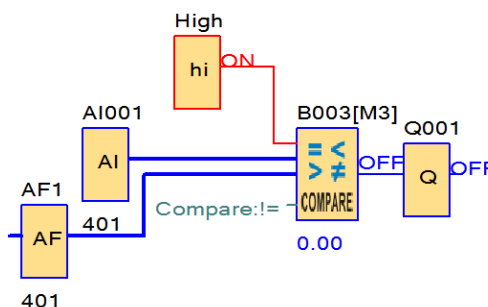 High
hi
ON
AI001
AI
B003[M3]
= <
> ≠
COMPARE
OFF
Q001
Q
OFF
AF1
AF
401
Compare:!=
0.00
401